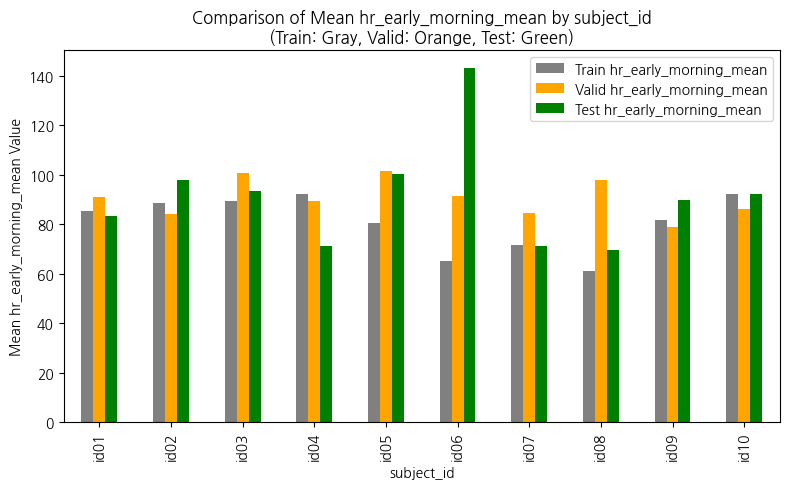 Comparison of Mean hr_early_morning_mean by subject_id
(Train: Gray, Valid: Orange, Test: Green)
Train hr_early_morning_mean
Valid hr_early_morning_mean
Test hr_early_morning_mean
Mean hr_early_morning_mean Value
140
120
100
80
60
40
20
0
id01
id02
id03
id04
id05
id06
id07
id08
id09
id10
subject_id